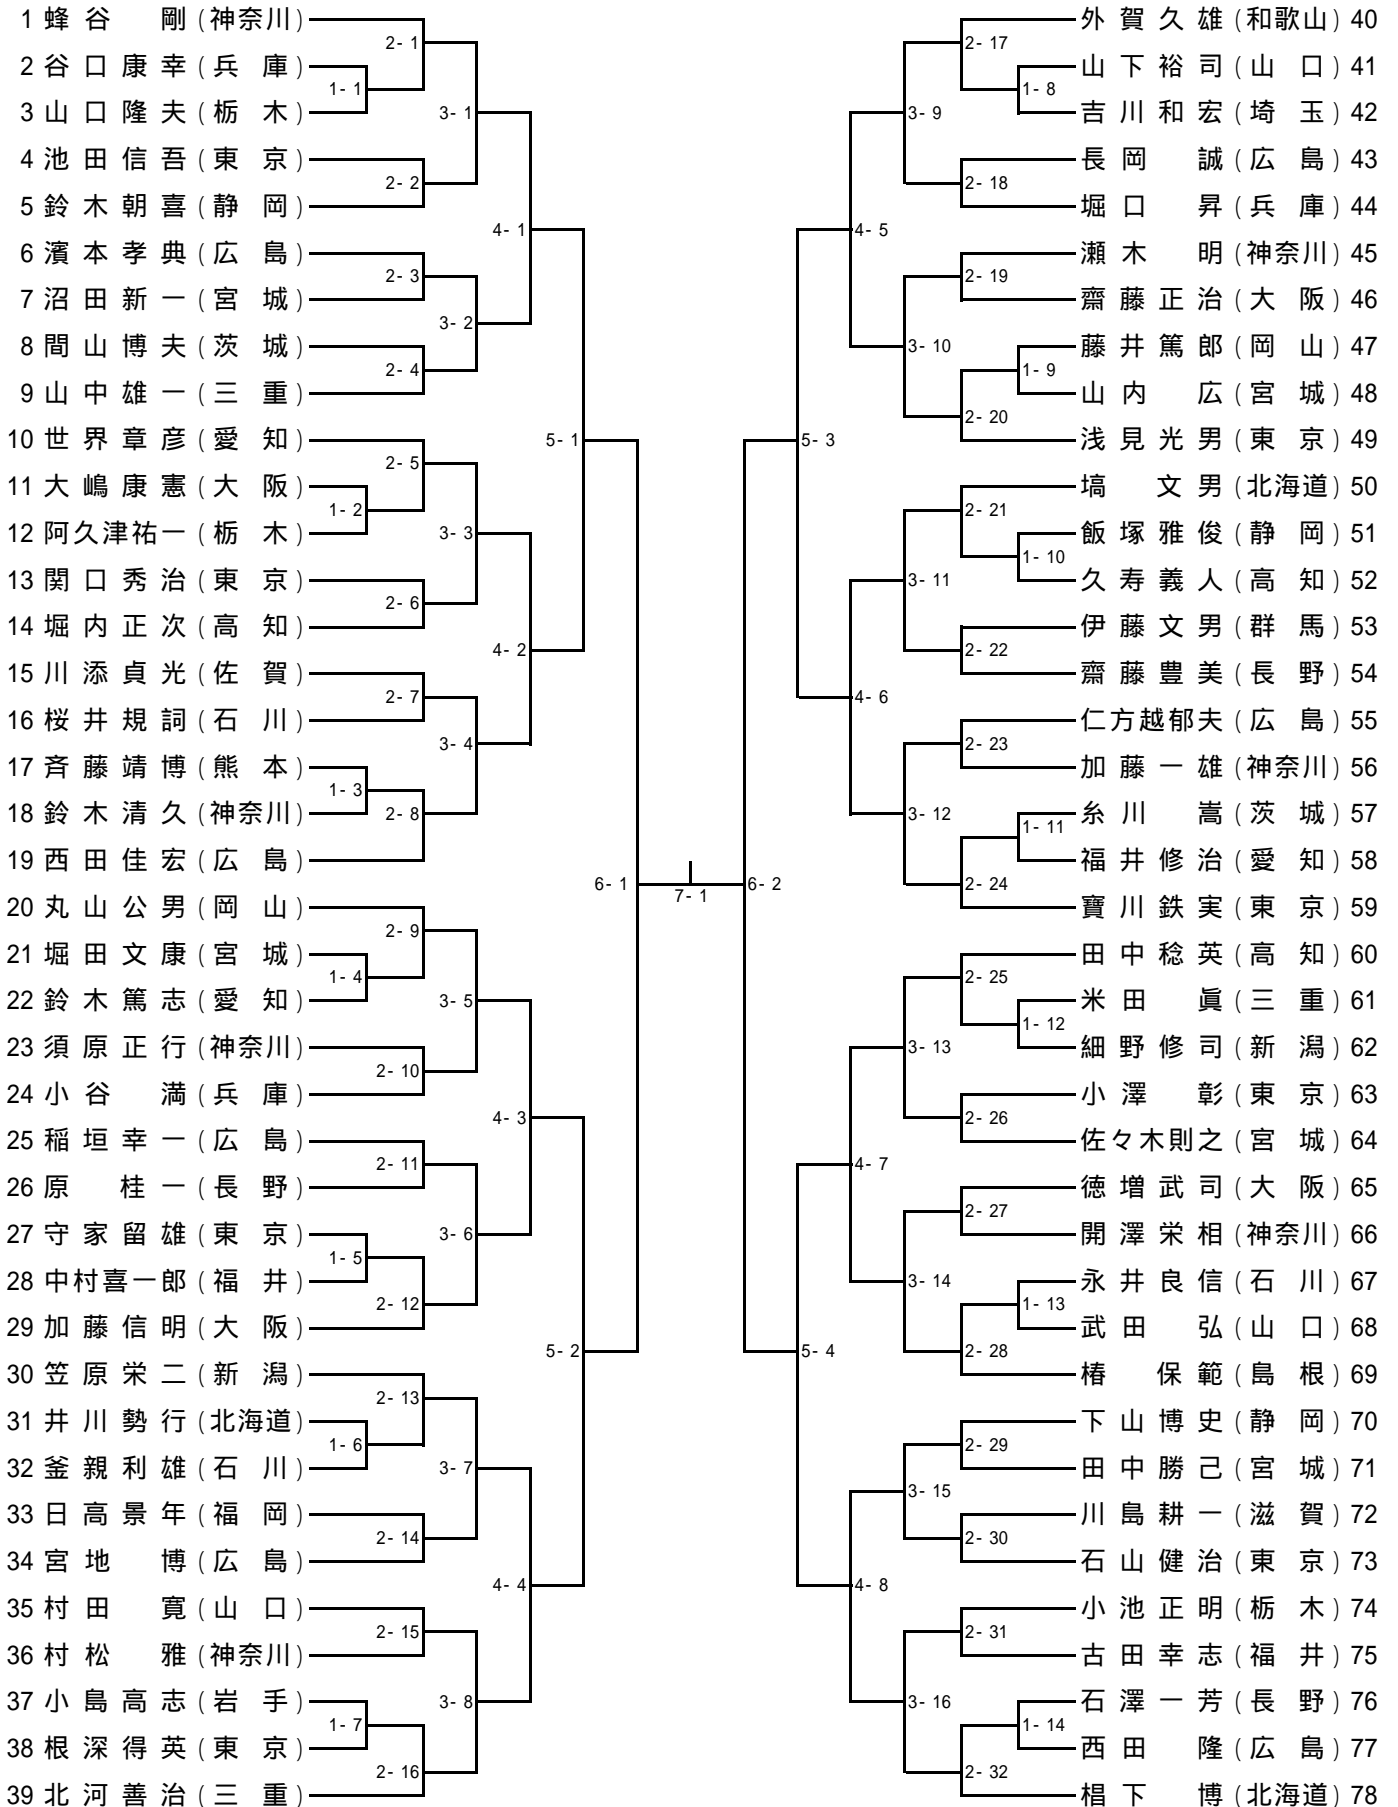 1 蜂谷 剛 (神奈川)
2 谷口康幸 (兵庫)
3 山口隆夫 (栃木)
4 池田信吾 (東京)
5 鈴木朝喜 (静岡)
6 濱本孝典 (広島)
7 沼田新一 (宮城)
8 間山博夫 (茨城)
9 山中雄一 (三重)
10 世界章彦 (愛知)
11 大嶋康憲 (大阪)
12 阿久津祐一 (栃木)
13 関口秀治 (東京)
14 堀内正次 (高知)
15 川添貞光 (佐賀)
16 桜井規詞 (石川)
17 斉藤靖博 (熊本)
18 鈴木清久 (神奈川)
19 西田佳宏 (広島)
20 丸山公男 (岡山)
21 堀田文康 (宮城)
22 鈴木篤志 (愛知)
23 須原正行 (神奈川)
24 小谷 満 (兵庫)
25 稲垣幸一 (広島)
26 原 桂一 (長野)
27 守家留雄 (東京)
28 中村喜一郎 (福井)
29 加藤信明 (大阪)
30 笠原栄二 (新潟)
31 井川勢行 (北海道)
32 釜親利雄 (石川)
33 日高景年 (福岡)
34 宮地 博 (広島)
35 村田 寛 (山口)
36 村松 雅 (神奈川)
37 小島高志 (岩手)
38 根深得英 (東京)
39 北河善治 (三重)
1- 1
1- 2
1- 3
1- 4
1- 5
1- 6
1- 7
2- 1
2- 2
2- 3
2- 4
2- 5
2- 6
2- 7
2- 8
2- 9
2- 10
2- 11
2- 12
2- 13
2- 14
2- 15
2- 16
3- 1
3- 2
3- 3
3- 4
3- 5
3- 6
3- 7
3- 8
4- 1
4- 2
4- 3
4- 4
5- 1
5- 2
6- 1
7- 1
6- 2
5- 3
5- 4
4- 5
4- 6
4- 7
4- 8
3- 9
3- 10
3- 11
3- 12
3- 13
3- 14
3- 15
3- 16
2- 17
2- 18
2- 19
2- 20
2- 21
2- 22
2- 23
2- 24
2- 25
2- 26
2- 27
2- 28
2- 29
2- 30
2- 31
2- 32
1- 8
1- 9
1- 10
1- 11
1- 12
1- 13
1- 14
外賀久雄 (和歌山) 40
山下裕司 (山口) 41
吉川和宏 (埼玉) 42
長岡 誠 (広島) 43
堀口 昇 (兵庫) 44
瀬木 明 (神奈川) 45
齋藤正治 (大阪) 46
藤井篤郎 (岡山) 47
山内 広 (宮城) 48
浅見光男 (東京) 49
塙 文男 (北海道) 50
飯塚雅俊 (静岡) 51
久寿義人 (高知) 52
伊藤文男 (群馬) 53
齋藤豊美 (長野) 54
仁方越郁夫 (広島) 55
加藤一雄 (神奈川) 56
糸川 嵩 (茨城) 57
福井修治 (愛知) 58
寶川鉄実 (東京) 59
田中稔英 (高知) 60
米田 眞 (三重) 61
細野修司 (新潟) 62
小澤 彰 (東京) 63
佐々木則之 (宮城) 64
徳増武司 (大阪) 65
開澤栄相 (神奈川) 66
永井良信 (石川) 67
武田 弘 (山口) 68
椿 保範 (島根) 69
下山博史 (静岡) 70
田中勝己 (宮城) 71
川島耕一 (滋賀) 72
石山健治 (東京) 73
小池正明 (栃木) 74
古田幸志 (福井) 75
石澤一芳 (長野) 76
西田 隆 (広島) 77
椙下 博 (北海道) 78